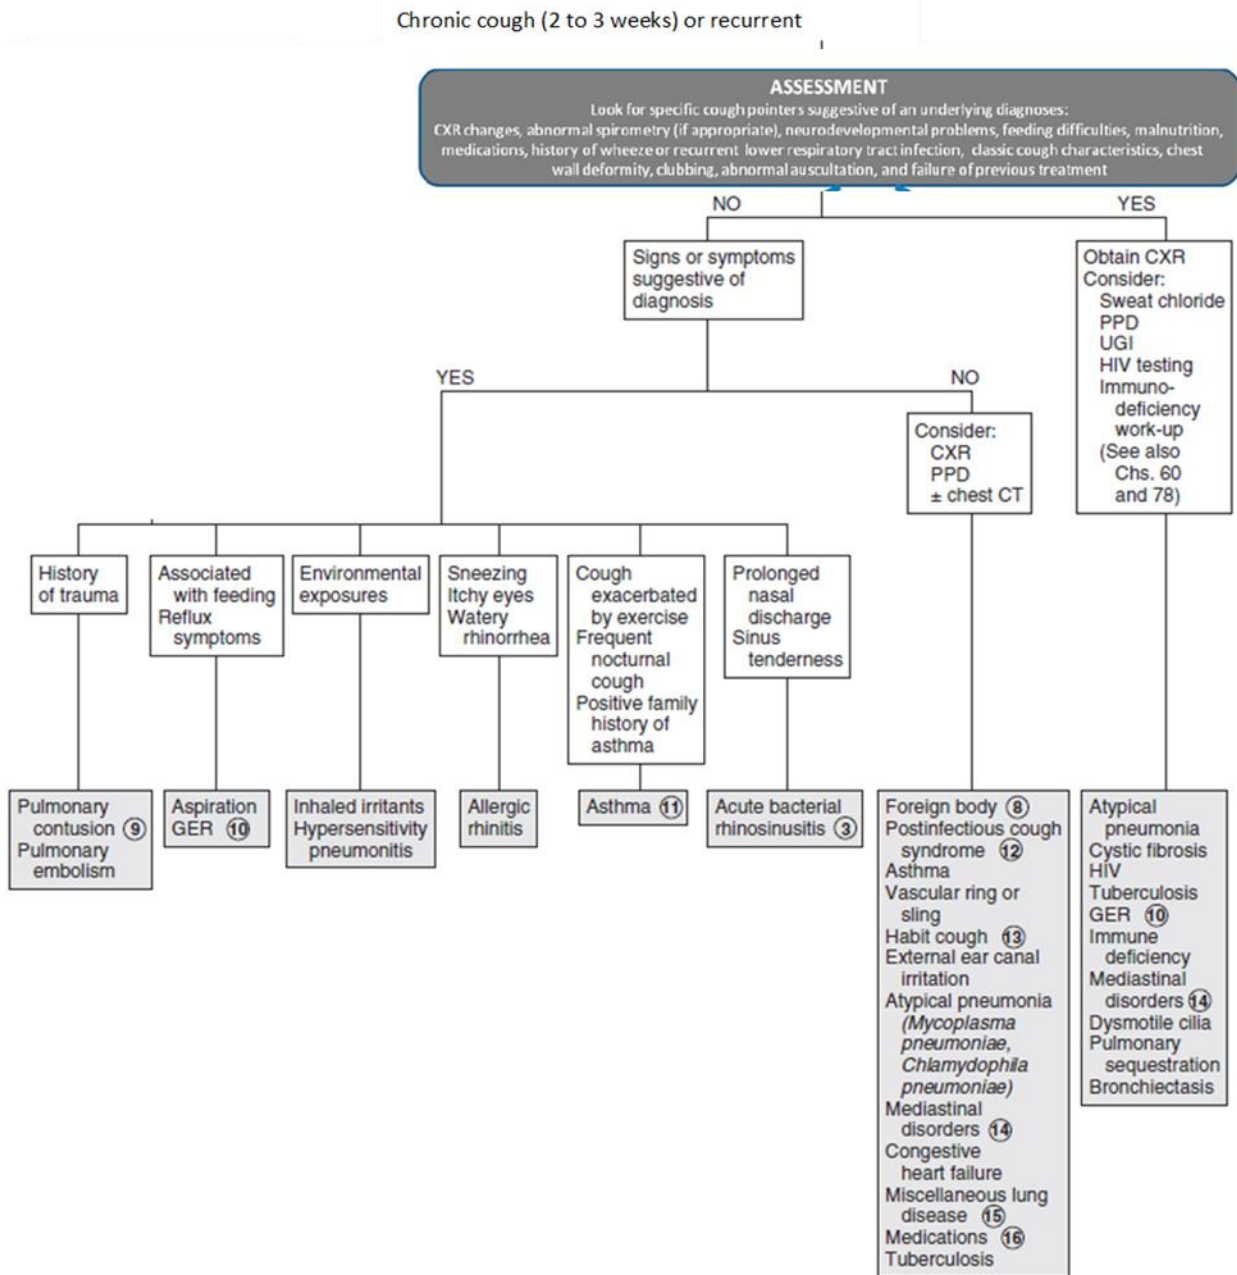 Chronic cough (2 to 3 weeks) or recurrent
ASSESSMENT
Look for specific cough pointers suggestive of an underlying diagnoses:
CXR changes, abnormal spirometry (if appropriate), neurodevelopmental problems, feeding difficulties, malnutrition,
medications, history of wheeze or recurrent lower respiratory tract infection, classic cough characteristics, chest
wall deformity, clubbing, abnormal auscultation, and failure of previous treatment
NO
YES
Signs or symptoms
suggestive of
diagnosis
Obtain CXR
Consider:
Sweat chloride
PPD
UGI
HIV testing
Immuno-
deficiency
work-up
(See also
Chs. 60
and 78)
YES
NO
Consider:
CXR
PPD
± chest CT
History
of trauma
Associated
with feeding
Reflux
symptoms
Environmental
exposures
Sneezing
Itchy eyes
Watery
rhinorrhea
Cough
exacerbated
by exercise
Frequent
nocturnal
cough
Positive family
history of
asthma
Prolonged
nasal
discharge
Sinus
tenderness
Pulmonary
contusion ⑨
Pulmonary
embolism
Aspiration
GER ⑩
Inhaled irritants
Hypersensitivity
pneumonitis
Allergic
rhinitis
Asthma ⑪
Acute bacterial
rhinosinusitis ③
Foreign body ⑧
Postinfectious cough
syndrome ⑫
Asthma
Vascular ring or
sling
Habit cough ⑬
External ear canal
irritation
Atypical pneumonia
(Mycoplasma
pneumoniae,
Chlamydophila
pneumoniae)
Mediastinal
disorders ⑭
Congestive
heart failure
Miscellaneous lung
disease ⑮
Medications ⑯
Tuberculosis
Atypical
pneumonia
Cystic fibrosis
HIV
Tuberculosis
GER ⑩
Immune
deficiency
Mediastinal
disorders ⑭
Dysmotile cilia
Pulmonary
sequestration
Bronchiectasis